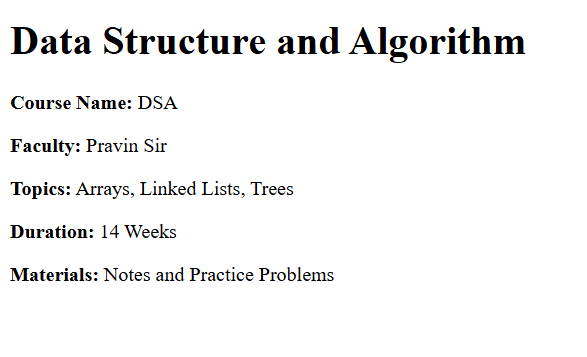 Data Structure and Algorithm
Course Name: DSA
Faculty: Pravin Sir
Topics: Arrays, Linked Lists, Trees
Duration: 14 Weeks
Materials: Notes and Practice Problems